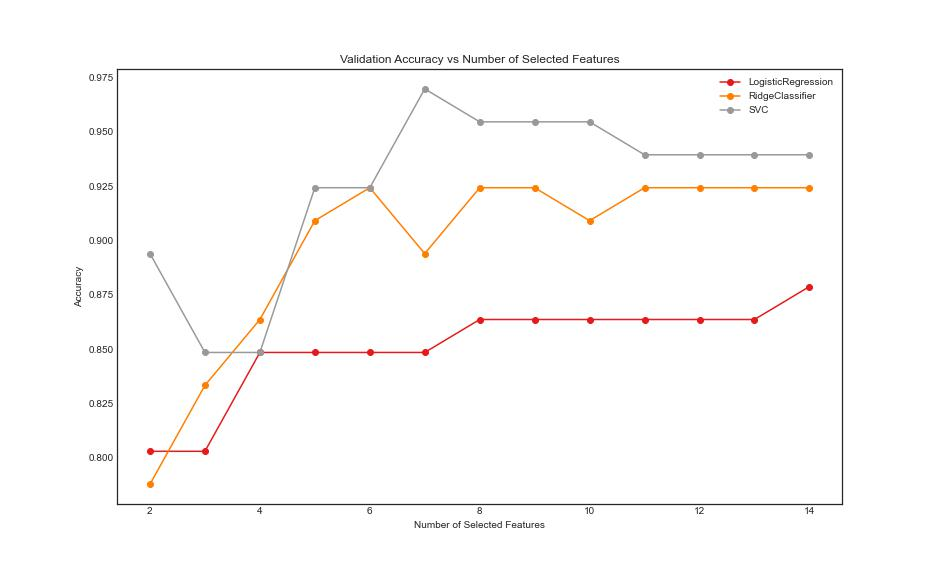 Validation Accuracy vs Number of Selected Features
LogisticRegression
RidgeClassifier
SVC
0.975
0.950
0.925
0.900
0.875
0.850
0.825
0.800
Accuracy
2 4 6 8 10 12 14
Number of Selected Features